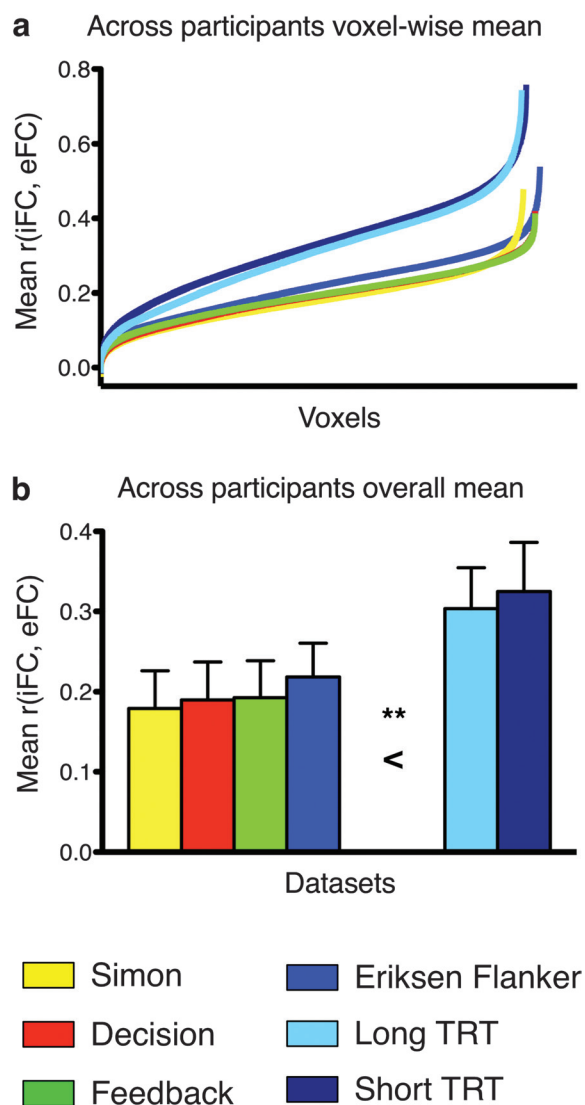 a Across participants voxel-wise mean
0.8
0.6
0.4
0.2
0.0
Mean r(iFC, eFC)
Voxels
b Across participants overall mean
0.4
0.3
0.2
0.1
0.0
Mean r(iFC, eFC)
**
<
Datasets
Simon
Eriksen Flanker
Decision
Long TRT
Feedback
Short TRT